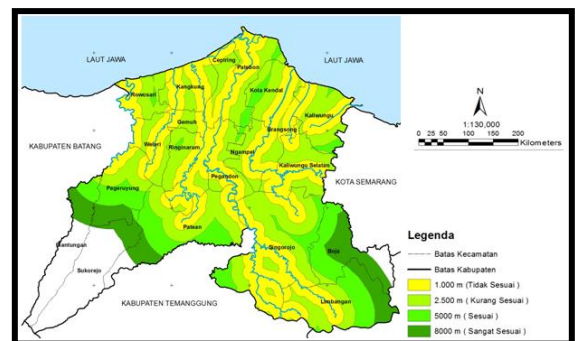 LAUT JAWA
LAUT JAWA
Cepiring
Patebon
Rowosari
Kangkung
Kota Kendal
Gemuh
Kaliwungu
Brangsong
KABUPATEN BATANG
Weleri
Ringinarum
Ngampel
Kaliwungu Selatan
Pegandon
KOTA SEMARANG
Pageruyung
Patean
Plantungan
Singorojo
Boja
Sukorejo
Limbangan
KABUPATEN TEMANGGUNG
N
1:130,000
0 25 50 100 150 200
Kilometers
Legenda
Batas Kecamatan
Batas Kabupaten
1.000 m (Tidak Sesuai )
2.500 m ( Kurang Sesuai )
5000 m ( Sesuai )
8000 m ( Sangat Sesuai )